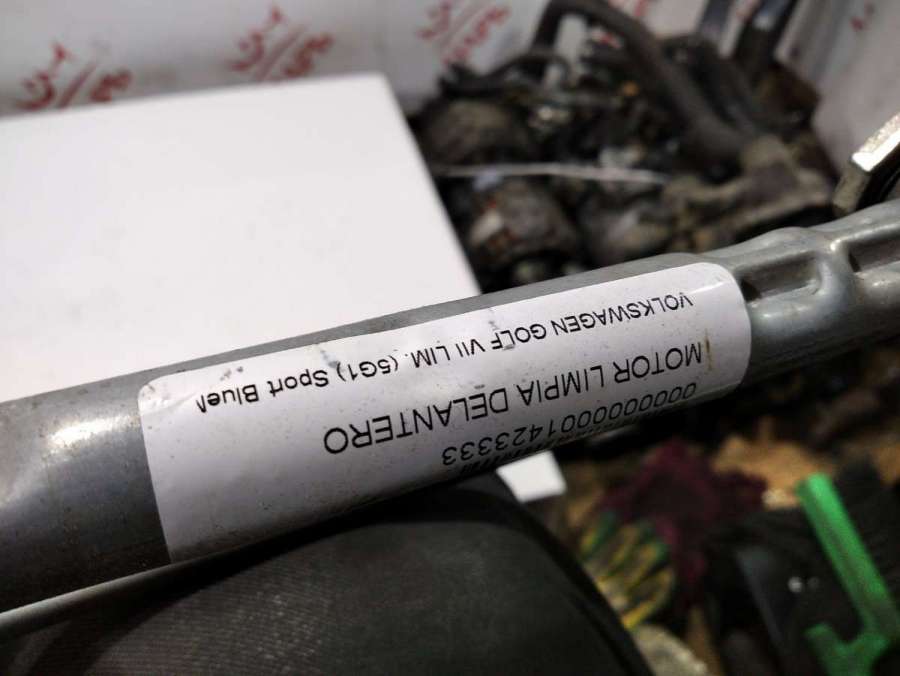 000000001423333
MOTOR LIMPIA DELANTERO
VOLKSWAGEN GOLF VII LIM. (5G1) Sport BlueM